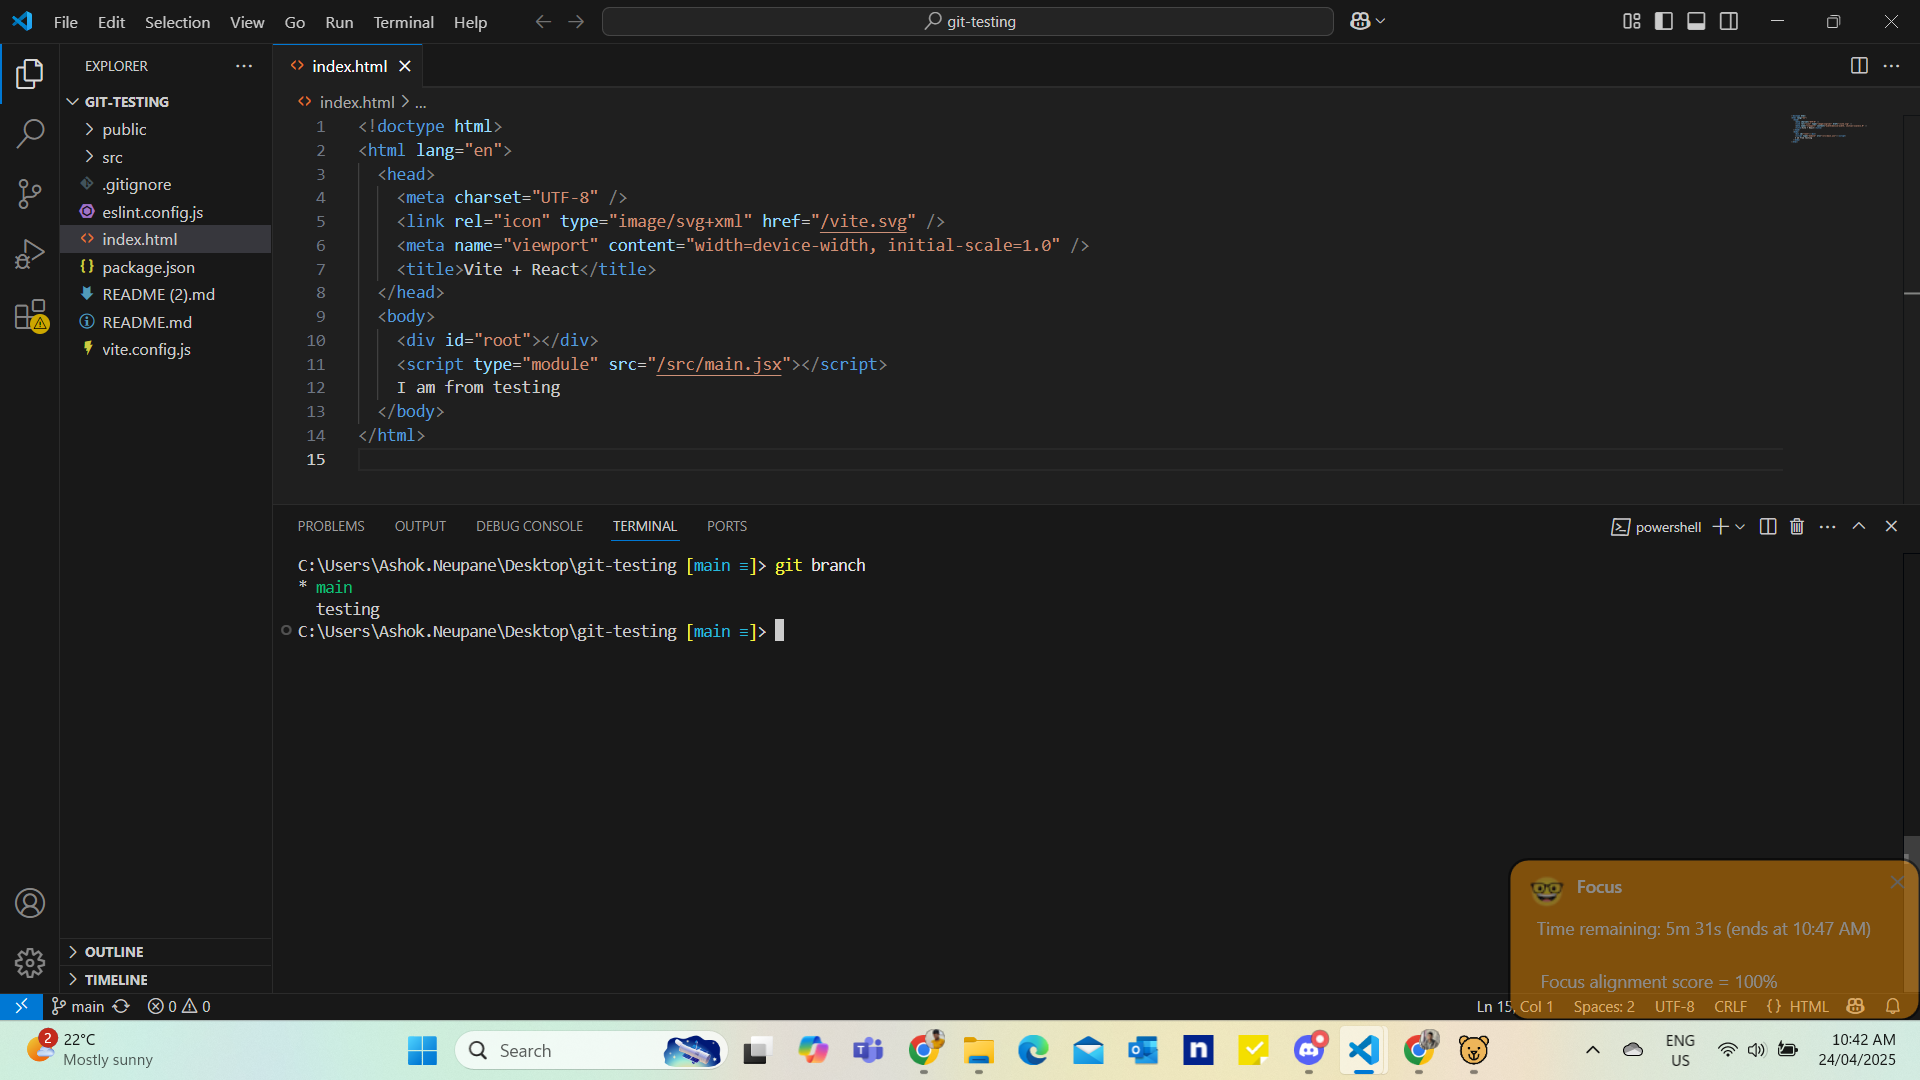 File Edit Selection View Go Run Terminal Help
git-testing
EXPLORER
GIT-TESTING
public
src
.gitignore
eslint.config.js
index.html
package.json
README (2).md
README.md
vite.config.js
OUTLINE
TIMELINE
index.html
index.html > ...
1 <!doctype html>
2 <html lang="en">
3 <head>
4 <meta charset="UTF-8" />
5 <link rel="icon" type="image/svg+xml" href="/vite.svg" />
6 <meta name="viewport" content="width=device-width, initial-scale=1.0" />
7 <title>Vite + React</title>
8 </head>
9 <body>
10 <div id="root"></div>
11 <script type="module" src="/src/main.jsx"></script>
12 I am from testing
13 </body>
14 </html>
15
PROBLEMS OUTPUT DEBUG CONSOLE TERMINAL PORTS
powershell
C:\Users\Ashok.Neupane\Desktop\git-testing [main ≡]> git branch
* main
testing
C:\Users\Ashok.Neupane\Desktop\git-testing [main ≡]>
Focus
Time remaining: 5m 31s (ends at 10:47 AM)
Focus alignment score = 100%
main 0 0
Ln 15, Col 1 Spaces: 2 UTF-8 CRLF {} HTML
2
22°C
Mostly sunny
Search
n
ENG
US
10:42 AM
24/04/2025